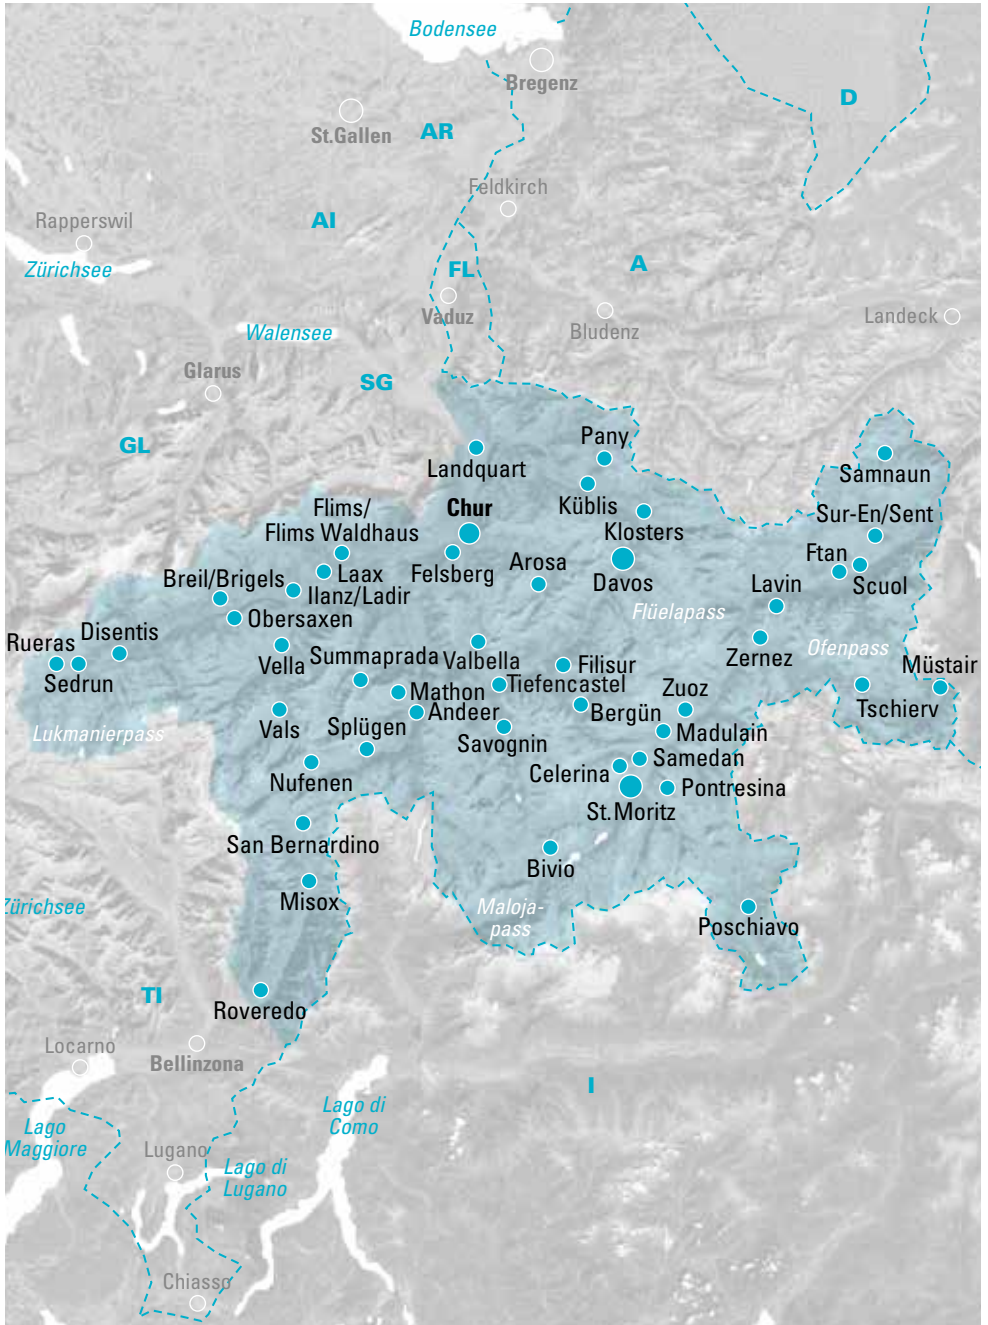 Bodensee
Bregenz
D
St.Gallen
AR
Feldkirch
Rapperswil
AI
Zürichsee
FL
A
Vaduz
Bludenz
Landeck
Walensee
Glarus
SG
GL
Pany
Landquart
Samnaun
Küblis
Flims/
Flims Waldhaus
Chur
Klosters
Sur-En/Sent
Ftan
Arosa
Felsberg
Laax
Davos
Scuol
Breil/Brigels
Ilanz/Ladir
Lavin
Obersaxen
Flüelapass
Rueras
Disentis
Sedrun
Vella
Summaprada
Valbella
Filisur
Zernez
Ofenpass
Müstair
Mathon
Tiefencastel
Zuoz
Tschierv
Andeer
Bergün
Lukmanierpass
Vals
Splügen
Savognin
Madulain
Samedan
Celerina
Nufenen
Pontresina
St.Moritz
San Bernardino
Bivio
Misox
Zürichsee
Maloja-
pass
Poschiavo
TI
Roveredo
Locarno
Bellinzona
I
Lago di
Como
Lago
Maggiore
Lugano
Lago di
Lugano
Chiasso